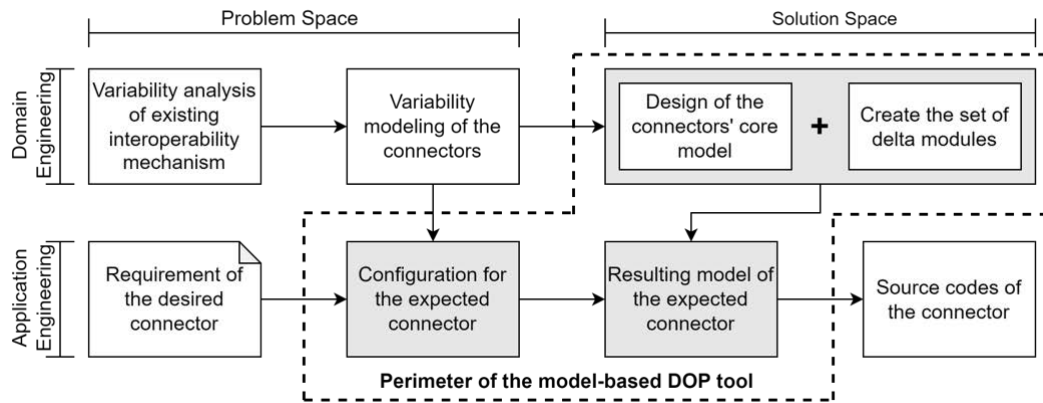 Problem Space
Solution Space
Domain
Engineering
Variability analysis
of existing
interoperability
mechanism
Variability
modeling of the
connectors
Design of the
connectors' core
model
+
Create the set of
delta modules
Application
Engineering
Requirement of
the desired
connector
Configuration for
the expected
connector
Resulting model of
the expected
connector
Source codes of
the connector
Perimeter of the model-based DOP tool